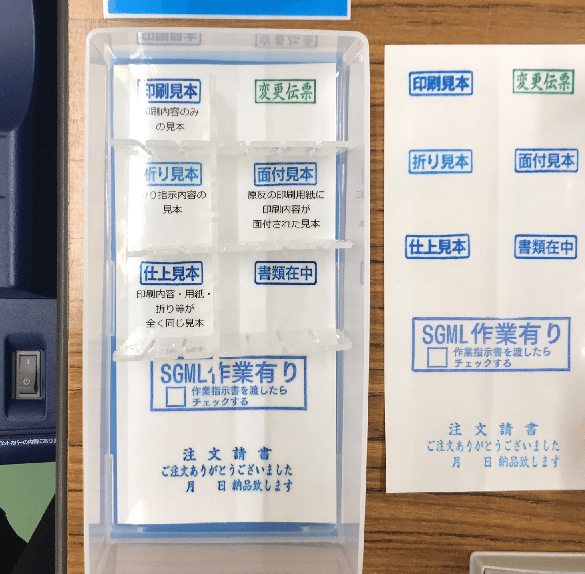 印刷見本
変更伝票
印刷内容のみ
の見本
折り見本
面付見本
り指示内容の
見本
原反の印刷用紙に
印刷内容が
面付された見本
仕上見本
書類在中
印刷内容・用紙・
折り等が
全く同じ見本
SGML作業有り
作業指示書を渡したら
チェックする
注文請書
ご注文ありがとうございました
月 日 納品致します
印刷見本
変更伝票
折り見本
面付見本
仕上見本
書類在中
SGML作業有り
作業指示書を渡したら
チェックする
注文請書
ご注文ありがとうございました
月 日 納品致します